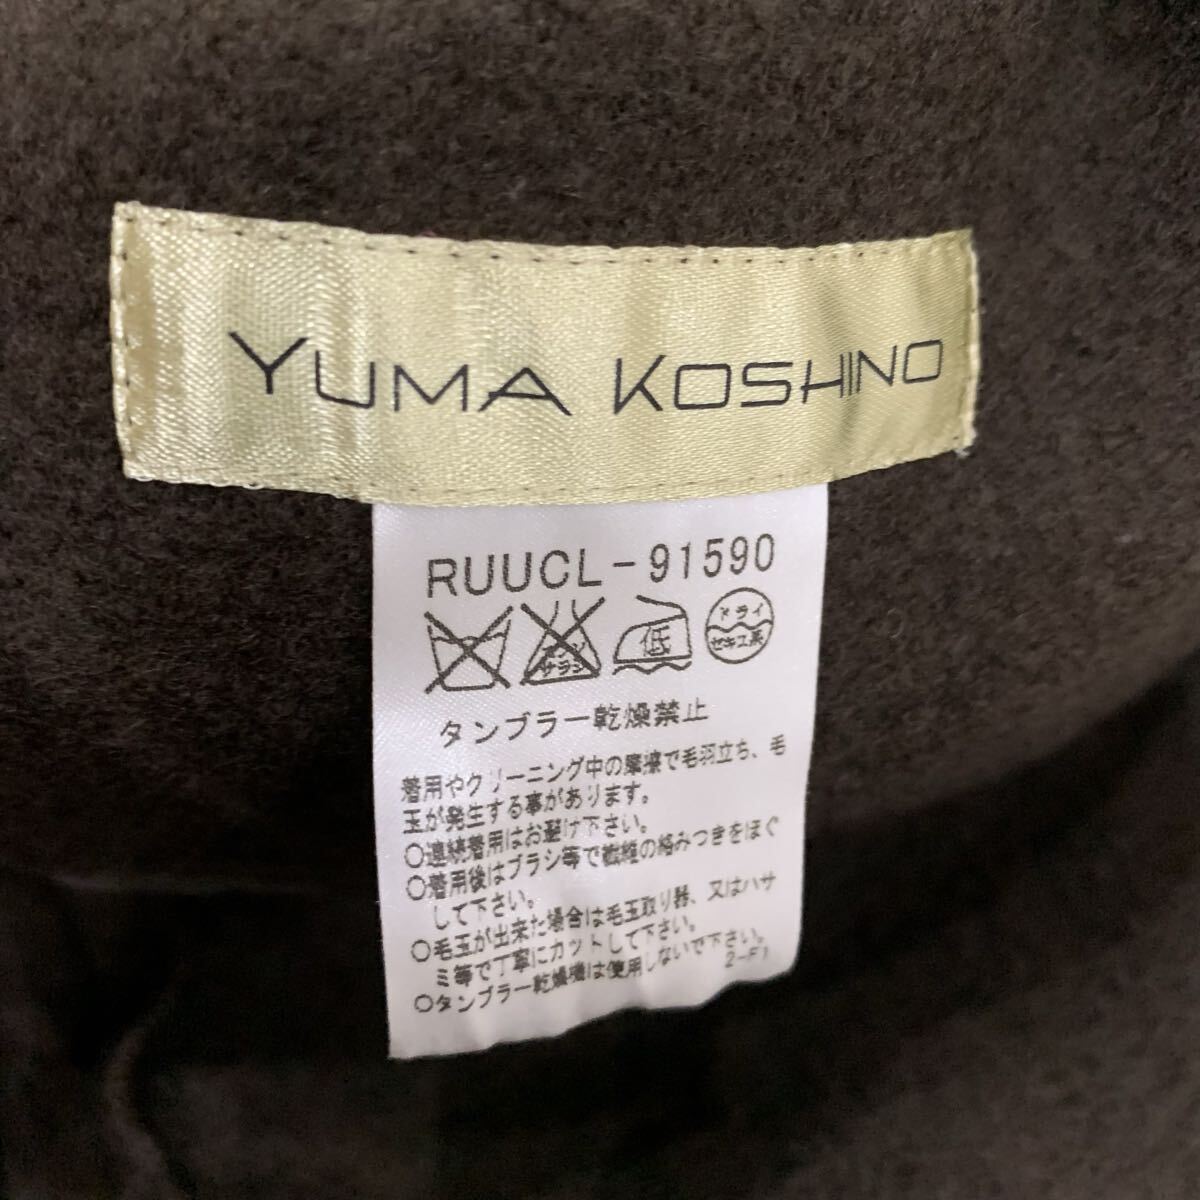 YUMA KOSHINO
RUUCL-91590
エンソ
サラシ
低
ドライ
セキユ系
タンブラー乾燥禁止
着用やクリーニング中の摩擦で毛羽立ち、毛
玉が発生する事があります。
○連続着用はお避け下さい。
○着用後はブラシ等で繊維の絡みつきをほぐ
して下さい。
○毛玉が出来た場合は毛玉取り器、又はハサ
ミ等で丁寧にカットして下さい。
○タンブラー乾燥機は使用しないで下さい。
2-F1